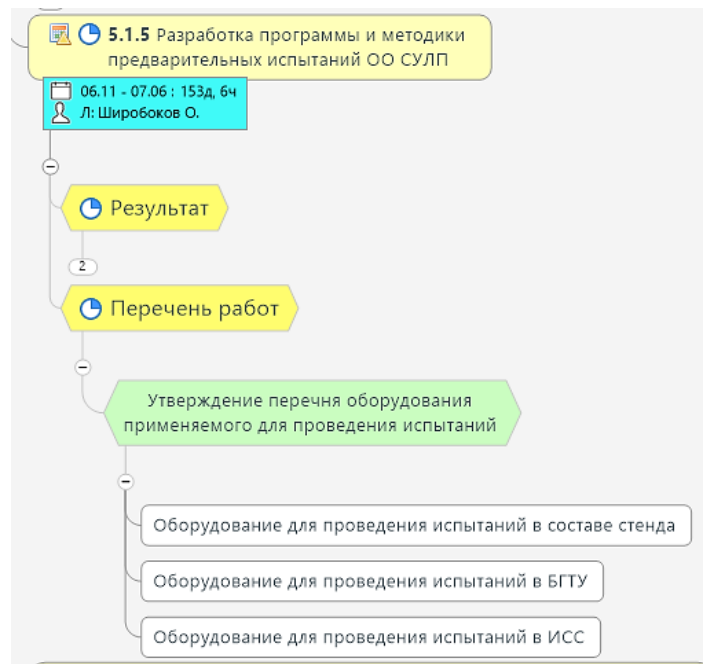 5.1.5 Разработка программы и методики
предварительных испытаний ОО СУЛП
06.11 - 07.06 : 153д, 6ч
Л: Широбоков О.
Результат
2
Перечень работ
Утверждение перечня оборудования
применяемого для проведения испытаний
Оборудование для проведения испытаний в составе стенда
Оборудование для проведения испытаний в БГТУ
Оборудование для проведения испытаний в ИСС